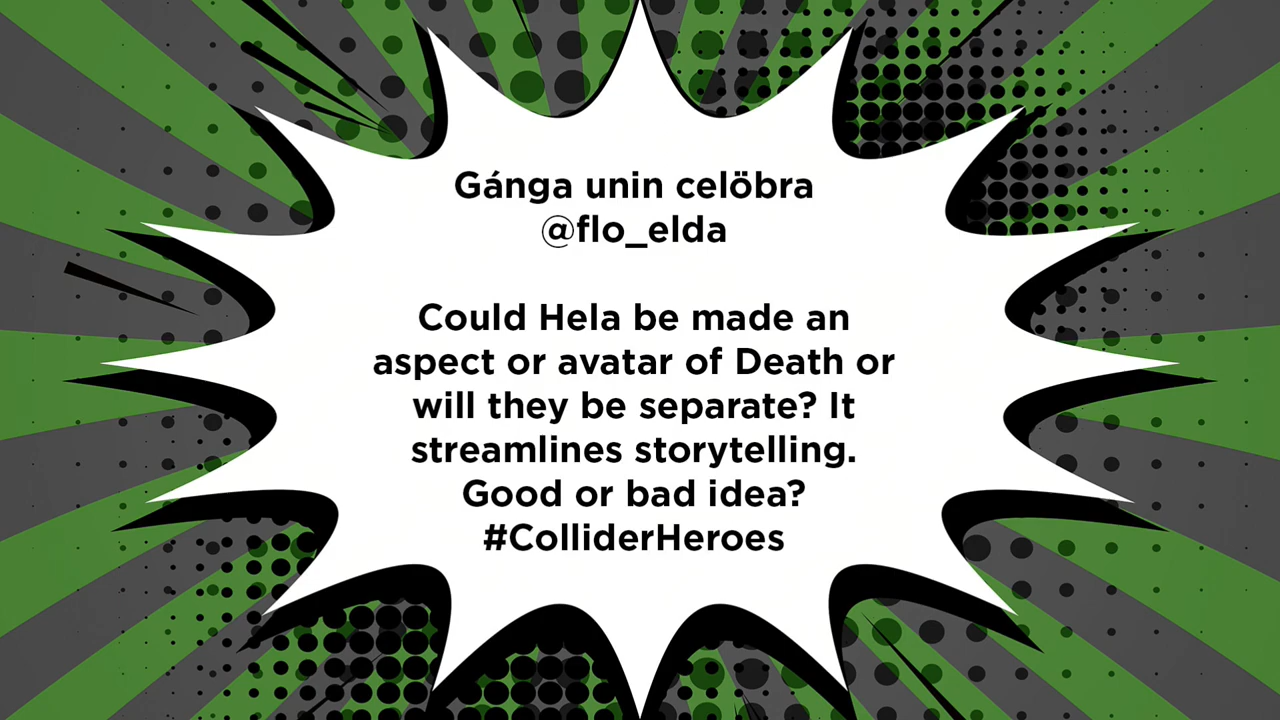 Gánga unin celöbra
@flo_elda
Could Hela be made an
aspect or avatar of Death or
will they be separate? It
streamlines storytelling.
Good or bad idea?
#ColliderHeroes